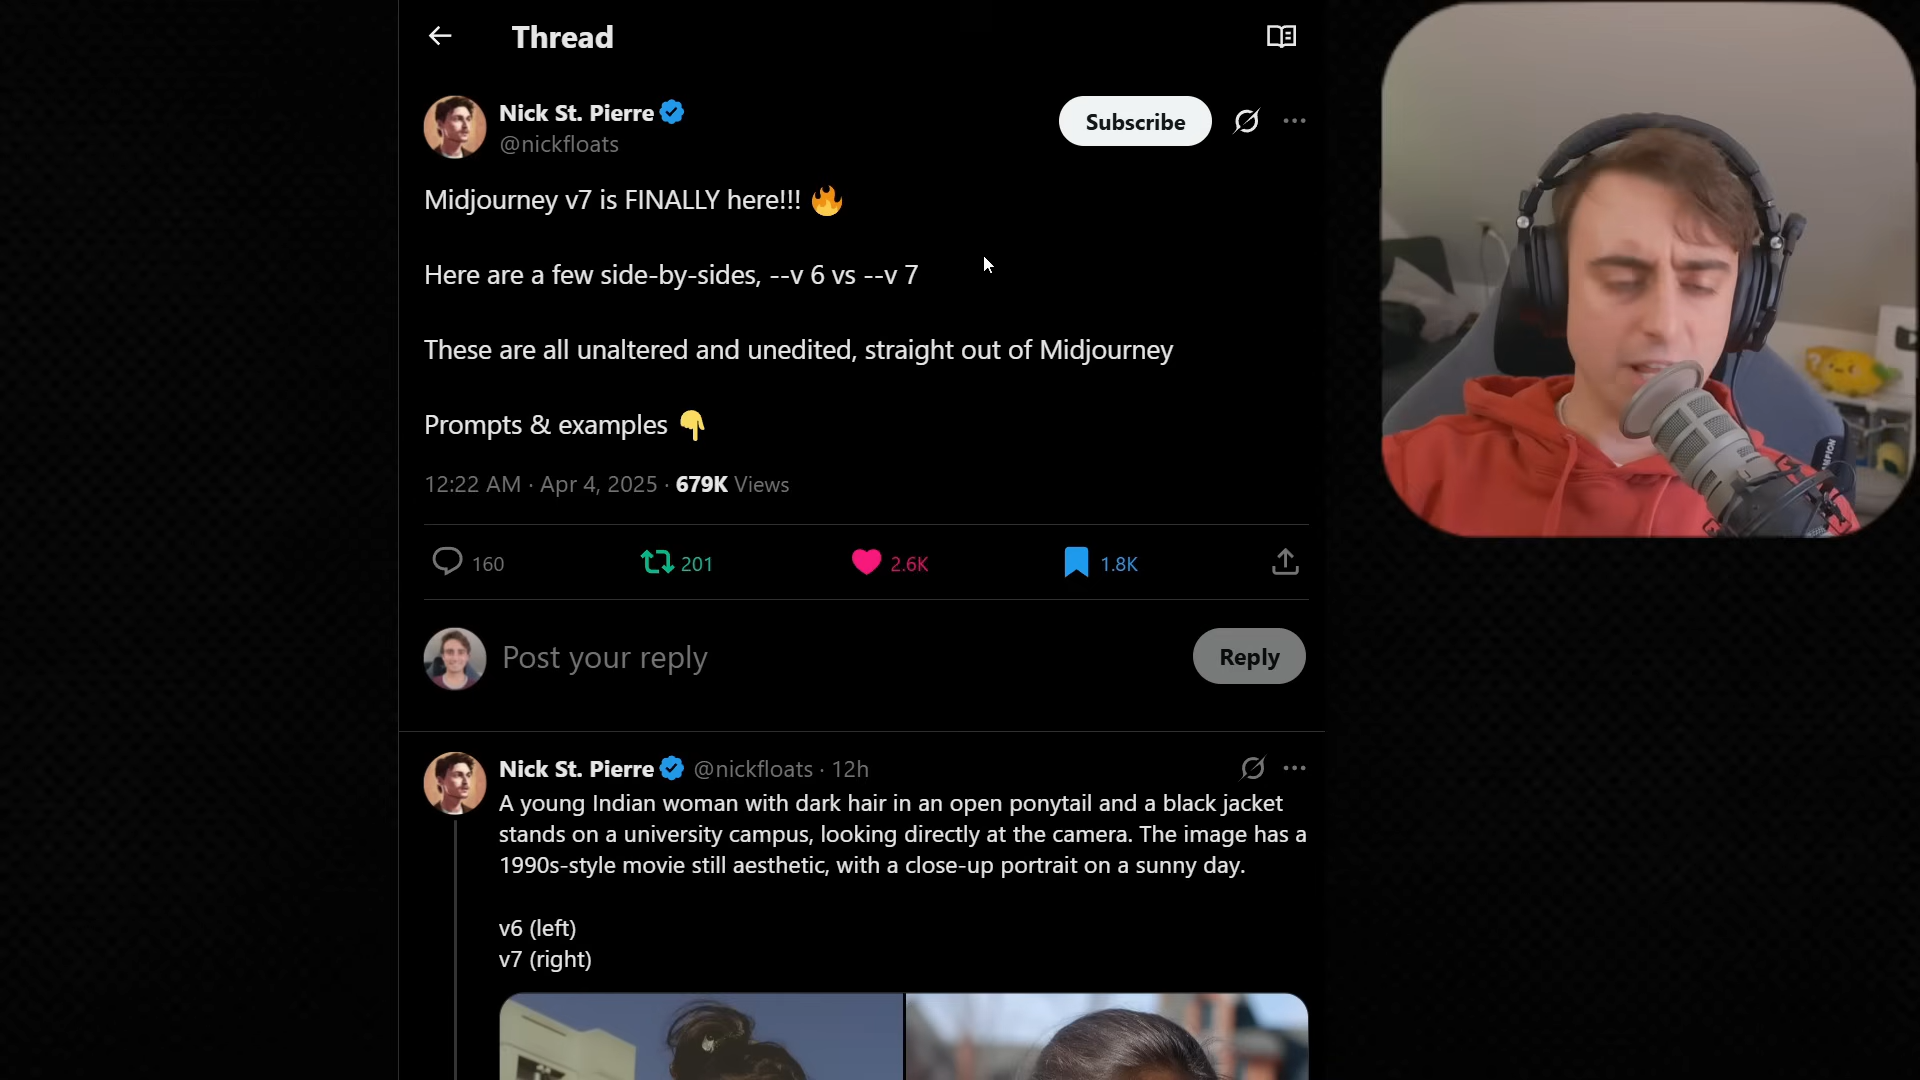 Thread
Nick St. Pierre
@nickfloats
Subscribe
Midjourney v7 is FINALLY here!!! 🔥
Here are a few side-by-sides, --v 6 vs --v 7
These are all unaltered and unedited, straight out of Midjourney
Prompts & examples 👇
12:22 AM · Apr 4, 2025 · 679K Views
160 201 2.6K 1.8K
Post your reply
Reply
Nick St. Pierre @nickfloats · 12h
A young Indian woman with dark hair in an open ponytail and a black jacket
stands on a university campus, looking directly at the camera. The image has a
1990s-style movie still aesthetic, with a close-up portrait on a sunny day.
v6 (left)
v7 (right)